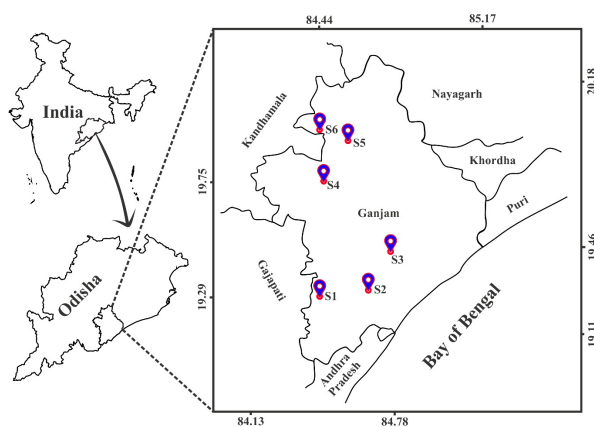 84.44
85.17
India
Kandhamala
Nayagarh
20.18
S6
S5
Khordha
19.75
S4
Ganjam
Puri
Odisha
Gajapati
S3
19.46
19.29
S1
S2
Bay of Bengal
19.11
Andhra
Pradesh
84.13
84.78